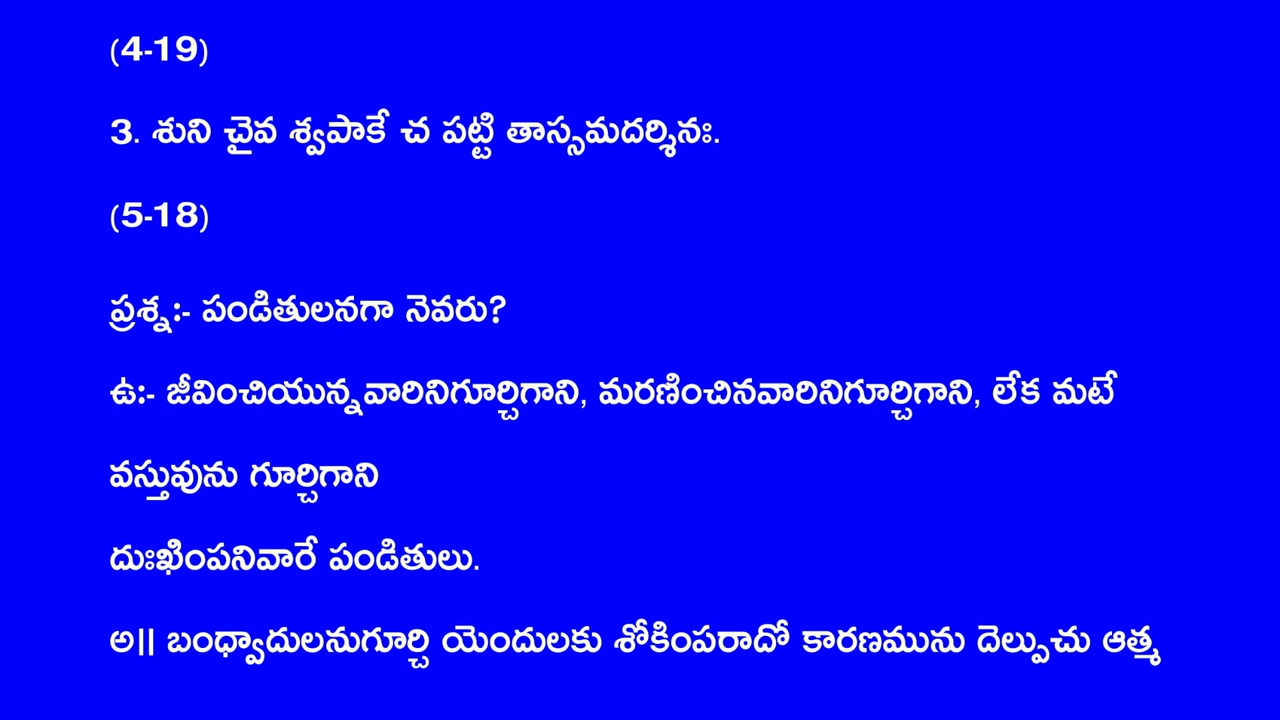 (4-19)
3. శుని చైవ శ్వపాకే చ పట్టి తాస్సమదర్శినః.
(5-18)
ప్రశ్న:- పండితులనగా నెవరు?
ఉ:- జీవించియున్నవారినిగూర్చిగాని, మరణించినవారినిగూర్చిగాని, లేక మటే
వస్తువును గూర్చిగాని
దుఃఖింపనివారే పండితులు.
అ|| బంధ్వాదులనుగూర్చి యెందులకు శోకింపరాదో కారణమును దెల్పుచు ఆత్మ